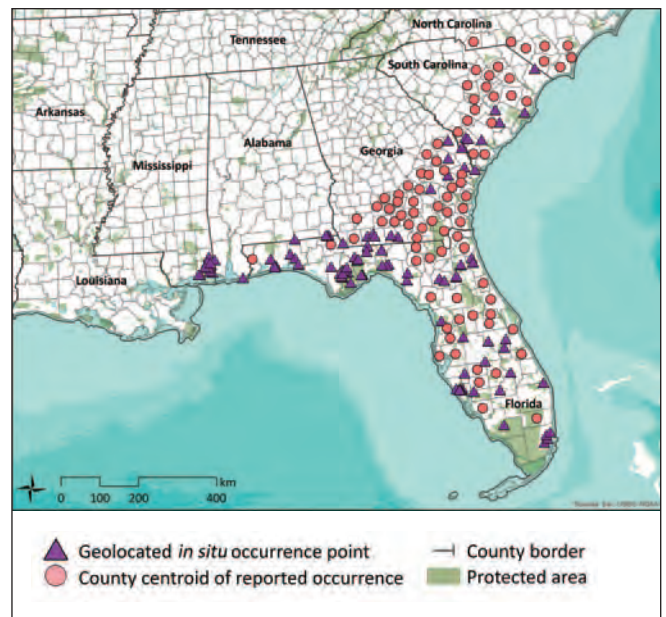 North Carolina
Tennessee
South Carolina
Arkansas
Mississippi
Alabama
Georgia
Louisiana
Florida
km
0 100 200 400
Geolocated in situ occurrence point
County border
County centroid of reported occurrence
Protected area